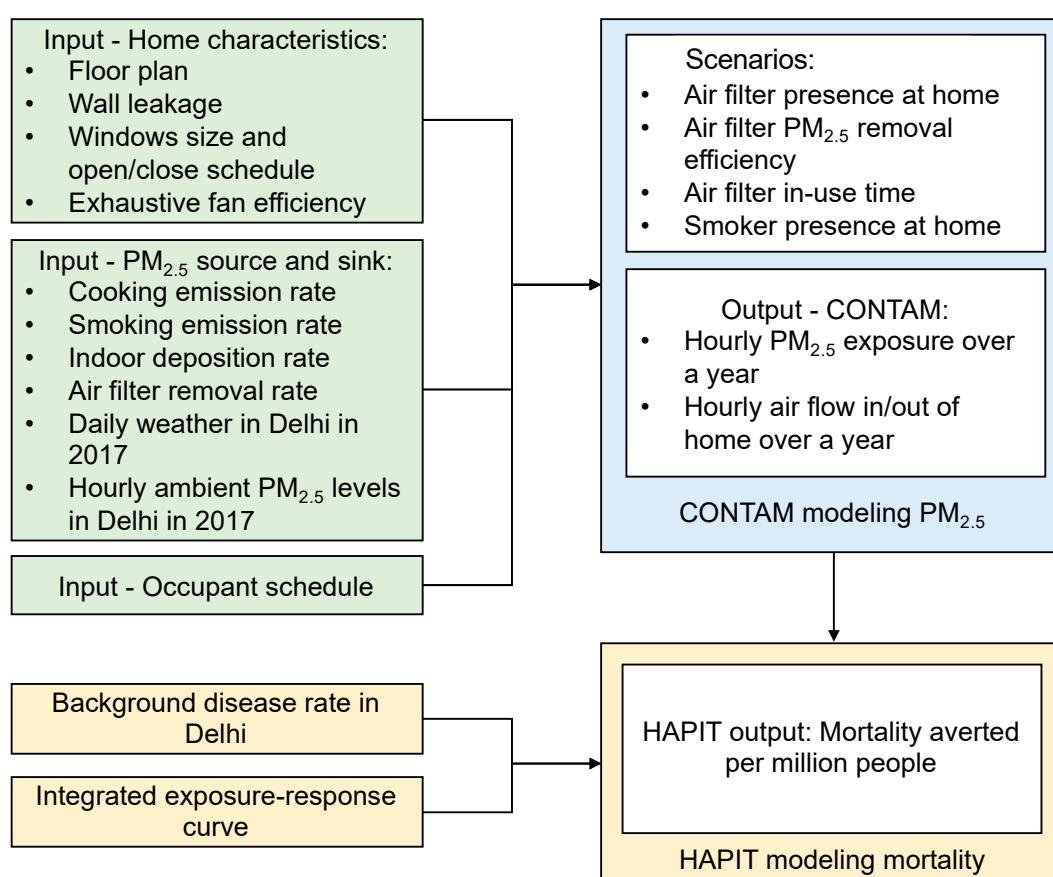 Input - Home characteristics:
• Floor plan
• Wall leakage
• Windows size and
open/close schedule
• Exhaustive fan efficiency
Input - PM2.5 source and sink:
• Cooking emission rate
• Smoking emission rate
• Indoor deposition rate
• Air filter removal rate
• Daily weather in Delhi in
2017
• Hourly ambient PM2.5 levels
in Delhi in 2017
Input - Occupant schedule
Scenarios:
• Air filter presence at home
• Air filter PM2.5 removal
efficiency
• Air filter in-use time
• Smoker presence at home
Output - CONTAM:
• Hourly PM2.5 exposure over
a year
• Hourly air flow in/out of
home over a year
CONTAM modeling PM2.5
Background disease rate in
Delhi
Integrated exposure-response
curve
HAPIT output: Mortality averted
per million people
HAPIT modeling mortality